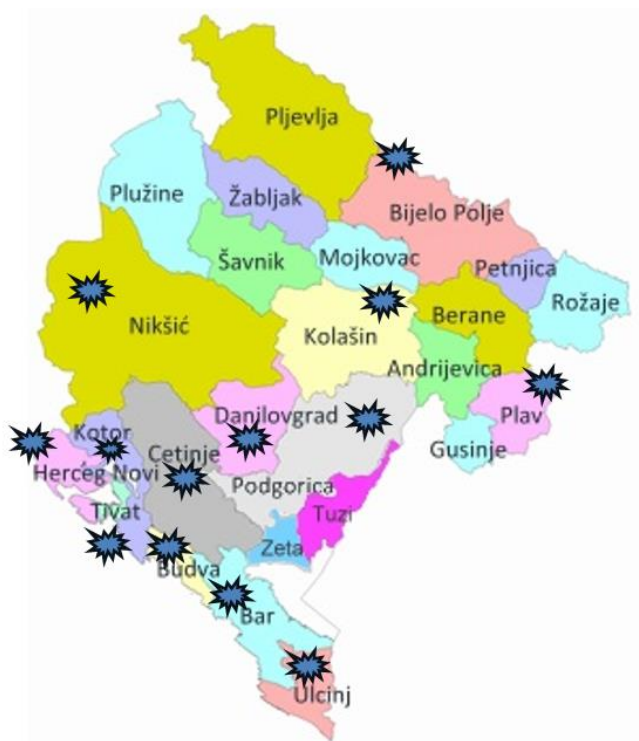 Pljevlja
Plužine
Žabljak
Bijelo Polje
Šavnik
Mojkovac
Petnjica
Rožaje
Nikšić
Kolašin
Berane
Andrijevica
Danilovgrad
Plav
Kotor
Gusinje
Cetinje
Herceg Novi
Podgorica
Tivat
Tuzi
Zeta
Budva
Bar
Ulcinj